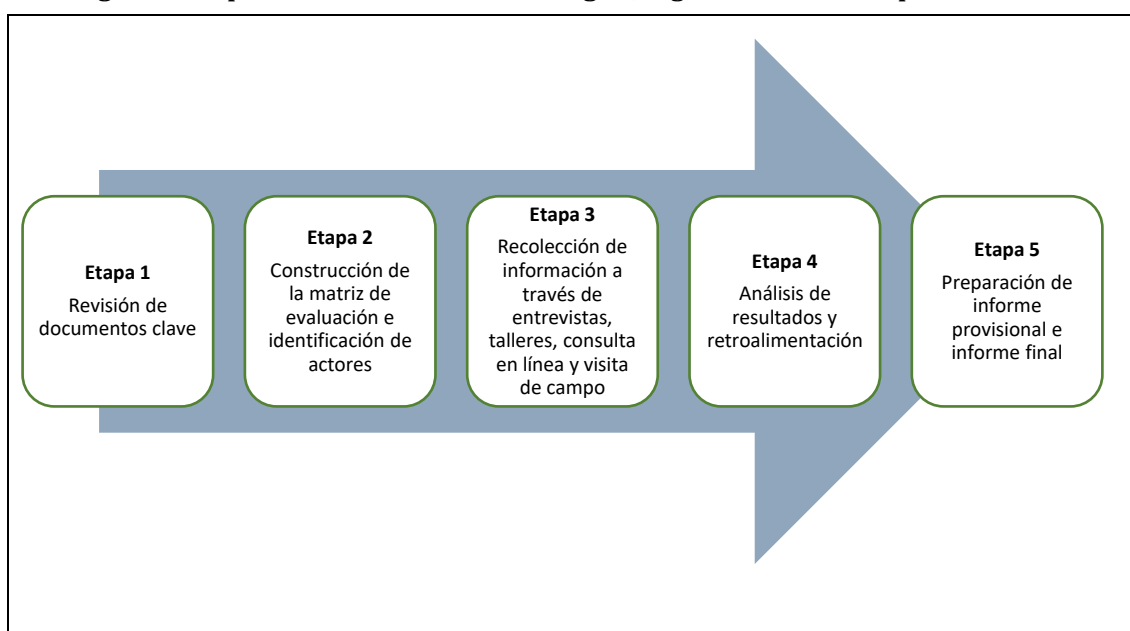 Etapa 1
Revisión de
documentos clave
Etapa 2
Construcción de
la matriz de
evaluación e
identificación de
actores
Etapa 3
Recolección de
información a
través de
entrevistas,
talleres, consulta
en línea y visita
de campo
Etapa 4
Análisis de
resultados y
retroalimentación
Etapa 5
Preparación de
informe
provisional e
informe final